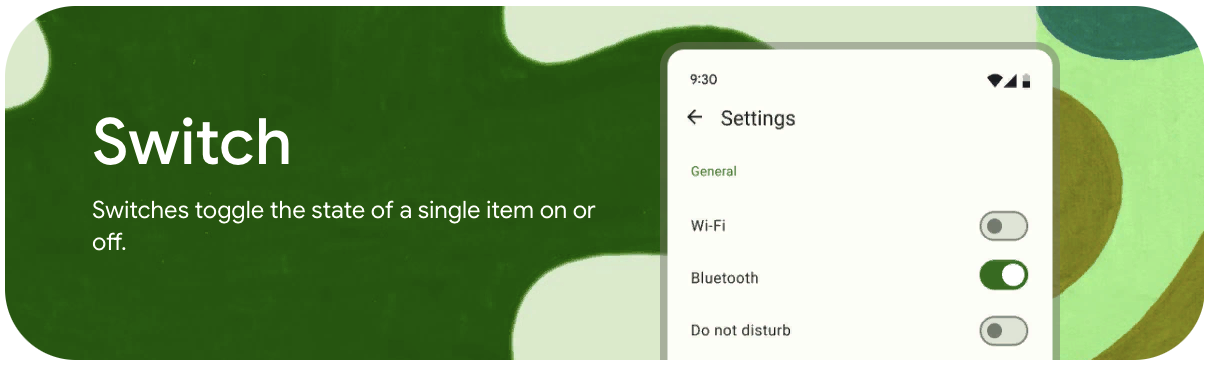 Switch
Switches toggle the state of a single item on or
off.
9:30
Settings
General
Wi-Fi
Bluetooth
Do not disturb